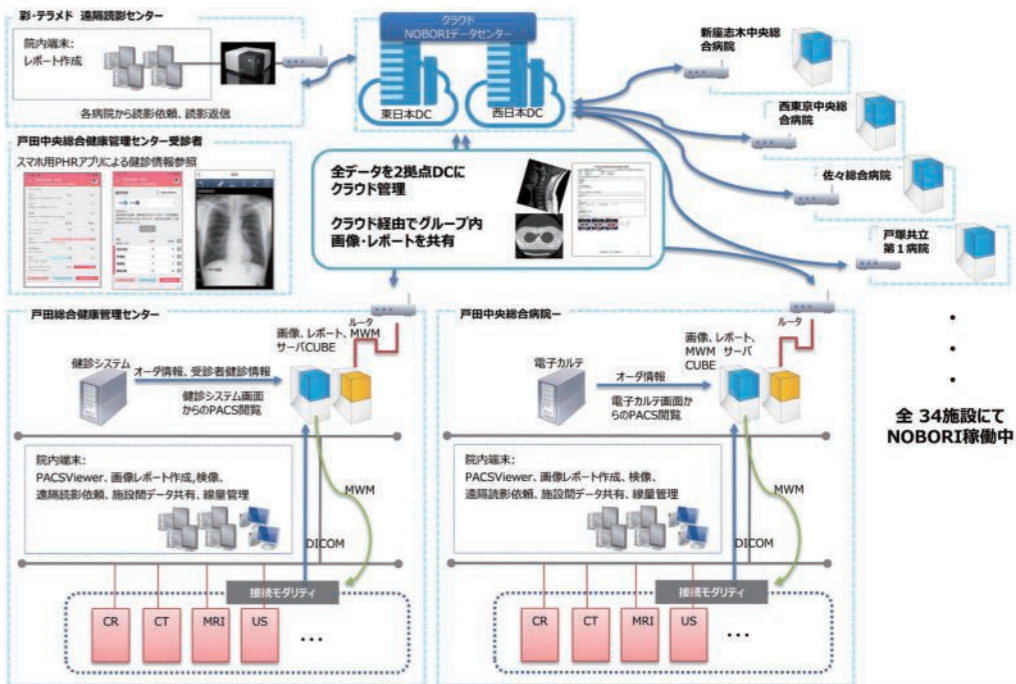 彩・テラメド 遠隔読影センター
院内端末:
レポート作成
各病院から読影依頼、読影返信
クラウド
NOBORIデータセンター
東日本DC
西日本DC
新座志木中央総
合病院
西東京中央総
合病院
佐々総合病院
戸塚共立
第1病院
戸田中央総合健康管理センター受診者
スマホ用PHRアプリによる健診情報参照
全データを2拠点DCに
クラウド管理
クラウド経由でグループ内
画像・レポートを共有
戸田総合健康管理センター
ルータ
画像、レポート、MWM
サーバCUBE
健診システム
オーダ情報、受診者健診情報
健診システム画面
からのPACS閲覧
院内端末:
PACSViewer、画像レポート作成,検像、
遠隔読影依頼、施設間データ共有、線量管理
MWM
DICOM
接続モダリティ
CR
CT
MRI
US
...
戸田中央総合病院ー
ルータ
画像、レポート、
MWM サーバ
CUBE
電子カルテ
オーダ情報
電子カルテ画面か
らのPACS閲覧
院内端末:
PACSViewer、画像レポート作成、検像、
遠隔読影依頼、施設間データ共有、線量管理
MWM
DICOM
接続モダリティ
CR
CT
MRI
US
...
・
・
・
全 34施設にて
NOBORI稼働中